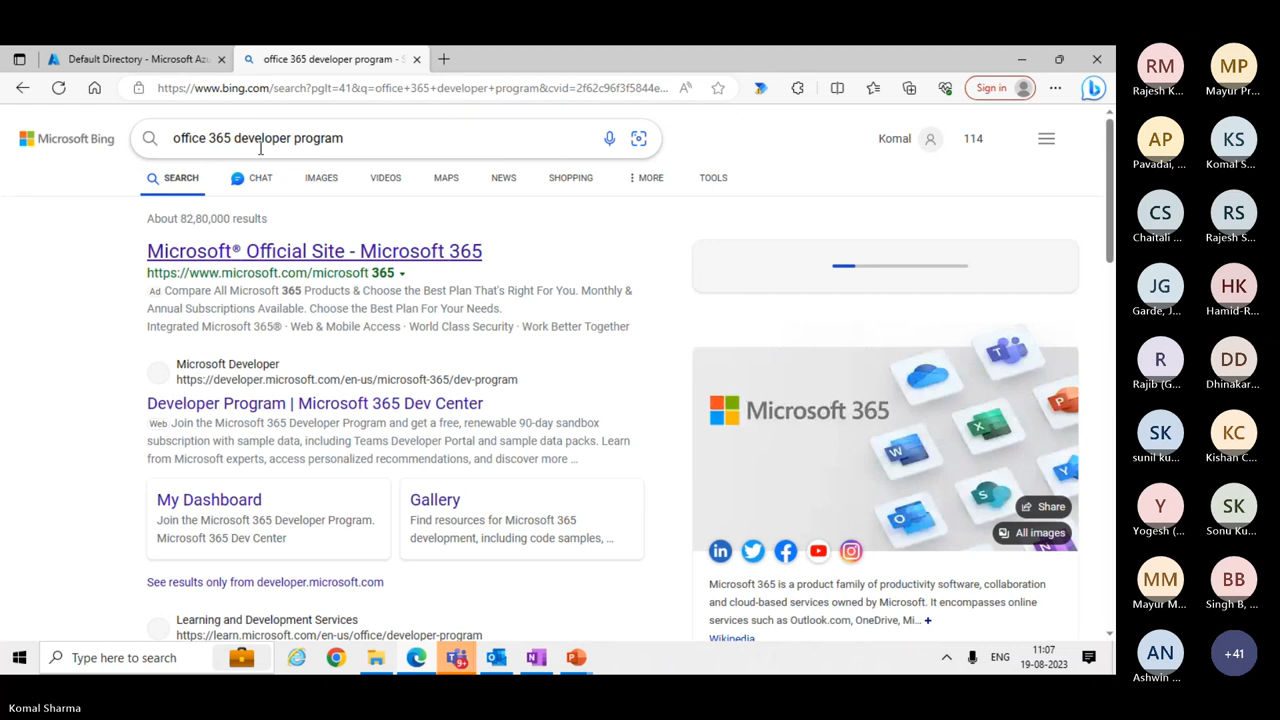 Default Directory - Microsoft Azu
office 365 developer program - S
https://www.bing.com/search?pglt=41&q=office+365+developer+program&cvid=2f62c96f3f5844e...
Sign in
Microsoft Bing
office 365 developer program
Komal
114
SEARCH
CHAT
IMAGES
VIDEOS
MAPS
NEWS
SHOPPING
MORE
TOOLS
About 82,80,000 results
Microsoft® Official Site - Microsoft 365
https://www.microsoft.com/microsoft 365
Ad Compare All Microsoft 365 Products & Choose the Best Plan That's Right For You. Monthly &
Annual Subscriptions Available. Choose the Best Plan For Your Needs.
Integrated Microsoft 365® · Web & Mobile Access · World Class Security · Work Better Together
Microsoft Developer
https://developer.microsoft.com/en-us/microsoft-365/dev-program
Developer Program | Microsoft 365 Dev Center
Web Join the Microsoft 365 Developer Program and get a free, renewable 90-day sandbox
subscription with sample data, including Teams Developer Portal and sample data packs. Learn
from Microsoft experts, access personalized recommendations, and discover more ...
My Dashboard
Join the Microsoft 365 Developer Program.
Microsoft 365 Dev Center
Gallery
Find resources for Microsoft 365
development, including code samples, ...
See results only from developer.microsoft.com
Learning and Development Services
https://learn.microsoft.com/en-us/office/developer-program
Microsoft 365
Share
All images
Microsoft 365 is a product family of productivity software, collaboration
and cloud-based services owned by Microsoft. It encompasses online
services such as Outlook.com, OneDrive, Mi... +
Wikipedia
Type here to search
9+
ENG
11:07
19-08-2023
RM
Rajesh K...
MP
Mayur Pr...
AP
Pavadai, ...
KS
Komal S...
CS
Chaitali ...
RS
Rajesh S...
JG
Garde, J...
HK
Hamid-R...
R
Rajib (G...
DD
Dhinakar...
SK
sunil ku...
KC
Kishan C...
Y
Yogesh (...
SK
Sonu Ku...
MM
Mayur M...
BB
Singh B, ...
AN
Ashwin ...
+41
Komal Sharma